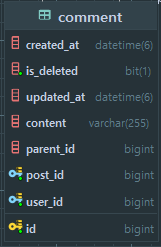 comment
created_at datetime(6)
is_deleted bit(1)
updated_at datetime(6)
content varchar(255)
parent_id bigint
post_id bigint
user_id bigint
id bigint